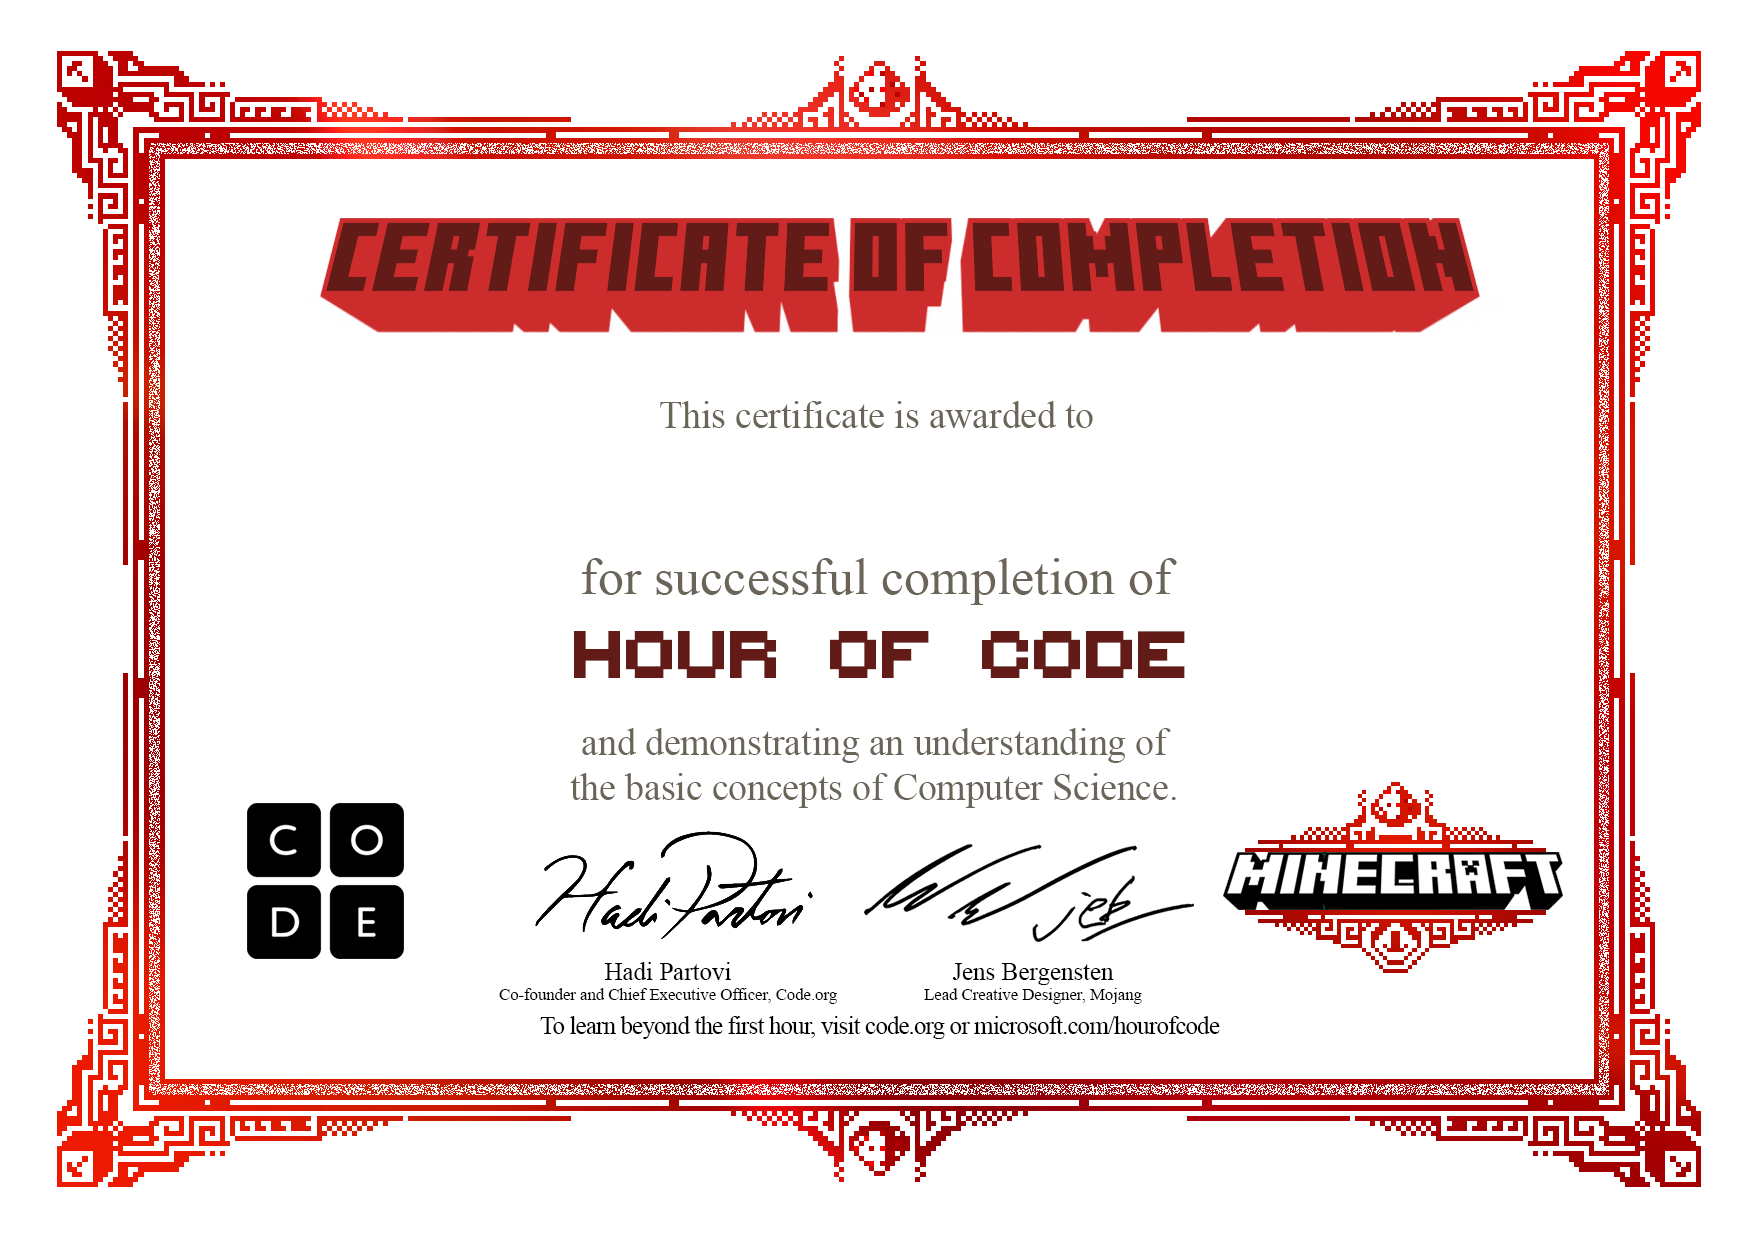 CERTIFICATE OF COMPLETION
This certificate is awarded to
for successful completion of
HOUR OF CODE
and demonstrating an understanding of
the basic concepts of Computer Science.
C O
D E
Hadi Partovi
jeb
MINECRAFT
Hadi Partovi
Jens Bergensten
Co-founder and Chief Executive Officer, Code.org
Lead Creative Designer, Mojang
To learn beyond the first hour, visit code.org or microsoft.com/hourofcode